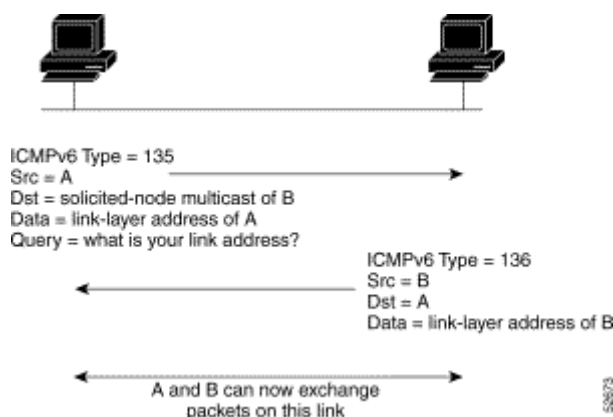 ICMPv6 Type = 135
Src = A
Dst = solicited-node multicast of B
Data = link-layer address of A
Query = what is your link address?
ICMPv6 Type = 136
Src = B
Dst = A
Data = link-layer address of B
A and B can now exchange
packets on this link
52673